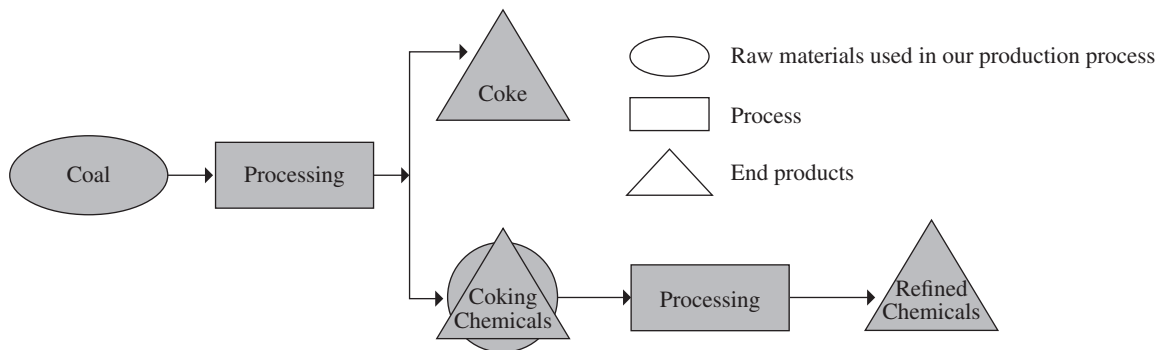 Coke
Raw materials used in our production process
Process
End products
Coal
Processing
Coking
Chemicals
Processing
Refined
Chemicals